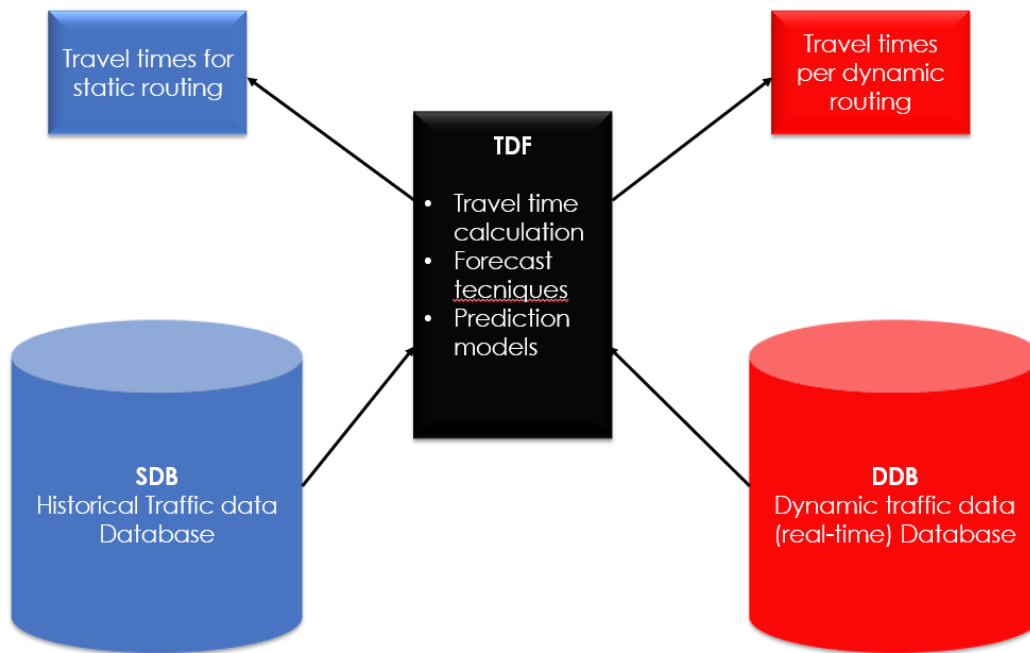 Travel times for
static routing
Travel times
per dynamic
routing
TDF
• Travel time
calculation
• Forecast
tecniques
• Prediction
models
SDB
Historical Traffic data
Database
DDB
Dynamic traffic data
(real-time) Database